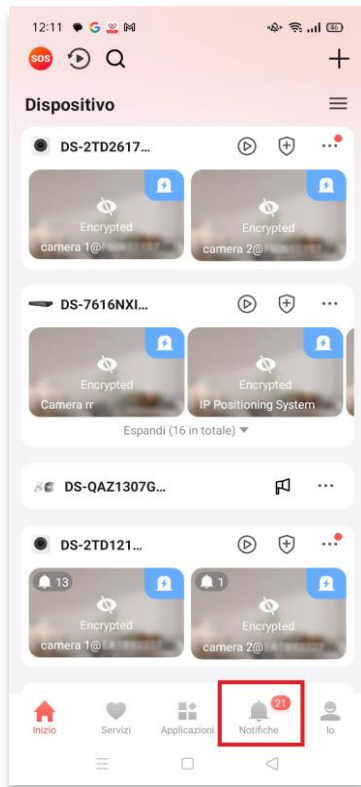 12:11
46
SOS
Dispositivo
DS-2TD2617...
Encrypted
camera 1@
Encrypted
camera 2@
DS-7616NXI...
Encrypted
Camera rr
Encrypted
IP Positioning System
Espandi (16 in totale)
DS-QAZ1307G...
DS-2TD121...
13
Encrypted
camera 1@
1
Encrypted
camera 2@
21
Inizio
Servizi
Applicazioni
Notifiche
Io